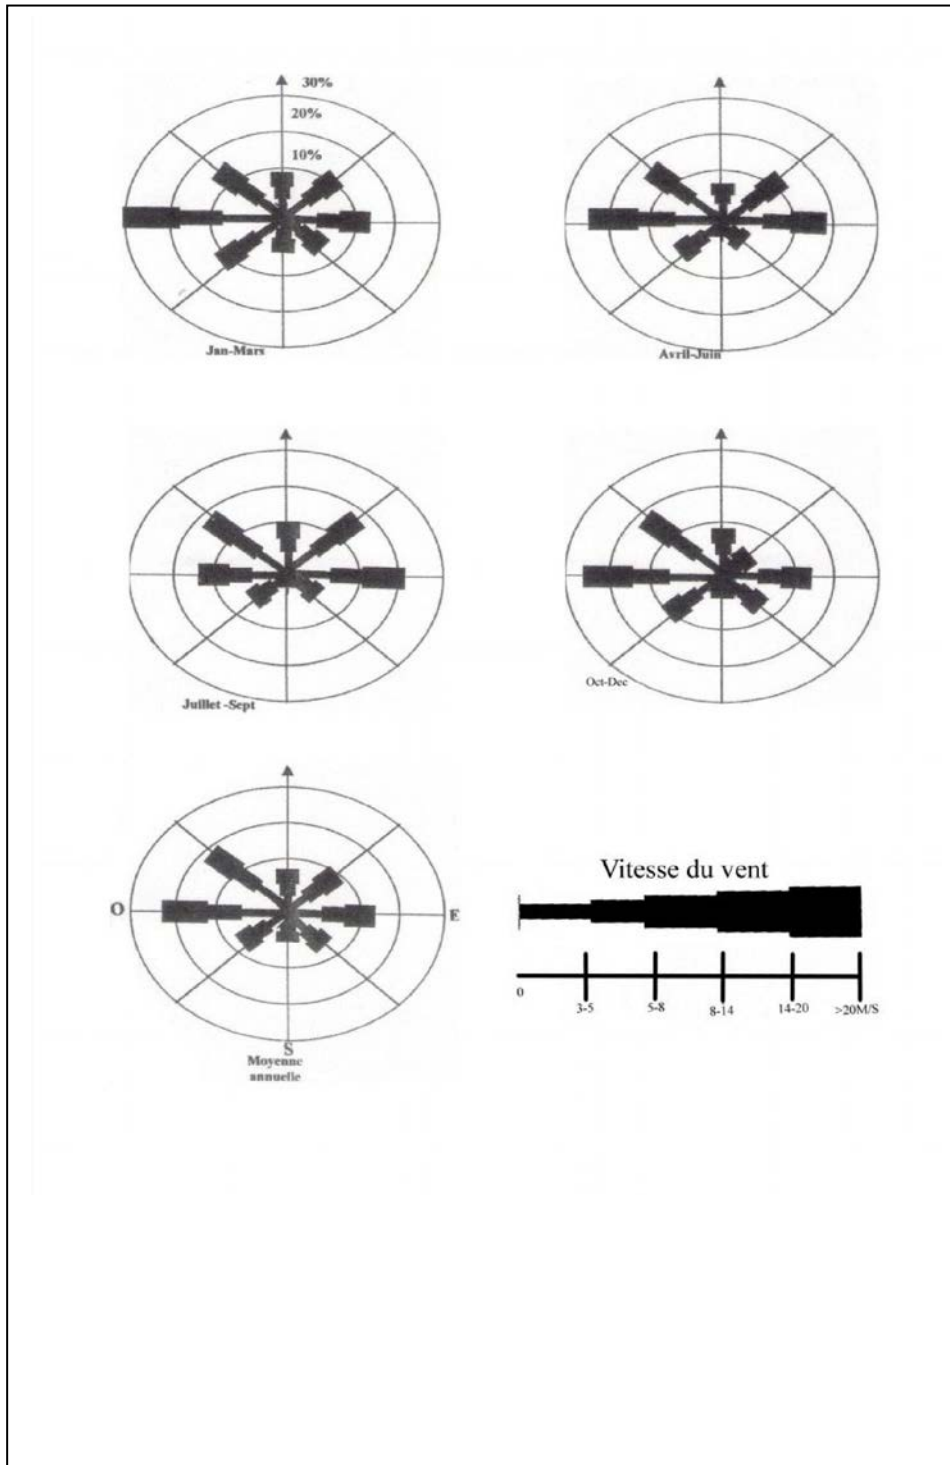 30%
20%
10%
Jan-Mars
Avril-Juin
Juillet -Sept
Oct-Dec
O
E
S
Moyenne
annuelle
Vitesse du vent
0
3-5
5-8
8-14
14-20
>20M/S